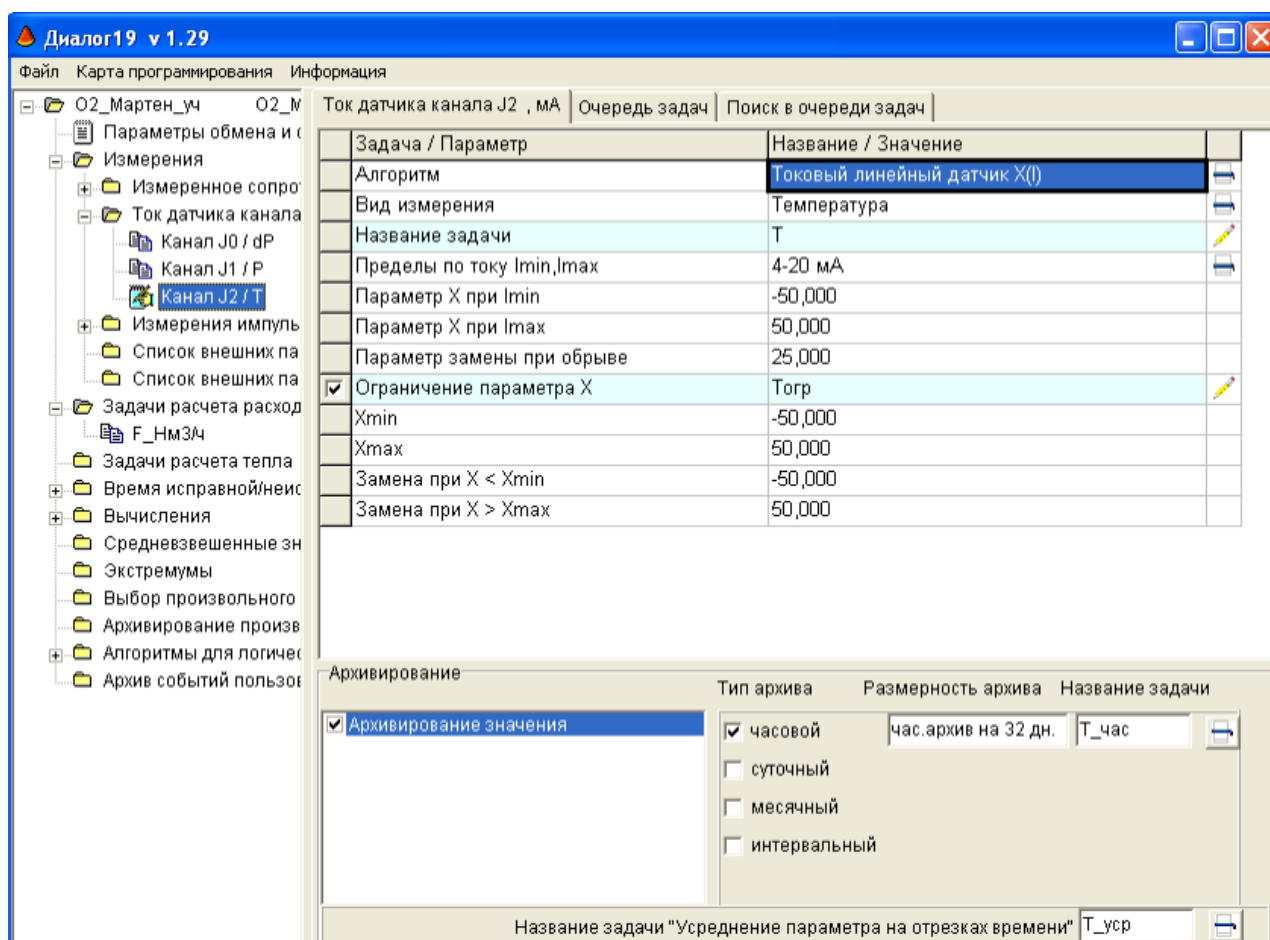 Диалог19 v 1.29
Файл Карта программирования Информация
О2_Мартен_уч О2_М
Параметры обмена и с
Измерения
Измеренное сопро
Ток датчика канала
Канал J0 / dP
Канал J1 / P
Канал J2 / T
Измерения импуль
Список внешних па
Список внешних па
Задачи расчета расход
F_Нм3/ч
Задачи расчета тепла
Время исправной/неис
Вычисления
Средневзвешенные зн
Экстремумы
Выбор произвольного
Архивирование произв
Алгоритмы для логичес
Архив событий пользов
Ток датчика канала J2 , мА Очередь задач Поиск в очереди задач
Задача / Параметр Название / Значение
Алгоритм Токовый линейный датчик X(I)
Вид измерения Температура
Название задачи T
Пределы по току Imin,Imax 4-20 мА
Параметр X при Imin -50,000
Параметр X при Imax 50,000
Параметр замены при обрыве 25,000
Ограничение параметра X Тогр
Xmin -50,000
Xmax 50,000
Замена при X < Xmin -50,000
Замена при X > Xmax 50,000
Архивирование
Тип архива Размерность архива Название задачи
Архивирование значения
часовой час.архив на 32 дн. Т_час
суточный
месячный
интервальный
Название задачи "Усреднение параметра на отрезках времени" Т_уср